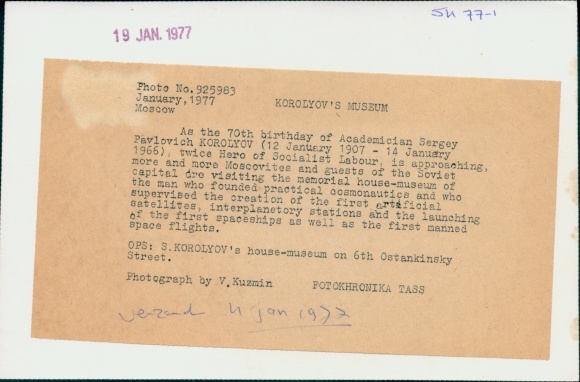 SH 77-1
19 JAN. 1977
Photo No.925983
January,1977
Moscow
KOROLYOV'S MUSEUM
As the 70th birthday of Academician Sergey
Pavlovich KOROLYOV (12 January 1907 - 14 January
1966), twice Hero of Socialist Labour, is approaching,
more and more Moscovites and guests of the Soviet
capital are visiting the memorial house-museum of
the man who founded practical cosmonautics and who
supervised the creation of the first artificial
satellites, interplanetary stations and the launching
of the first spaceships as well as the first manned
space flights.
OPS: S.KOROLYOV's house-museum on 6th Ostankinsky
Street.
Photograph by V.Kuzmin FOTOKHRONIKA TASS
jan 1977